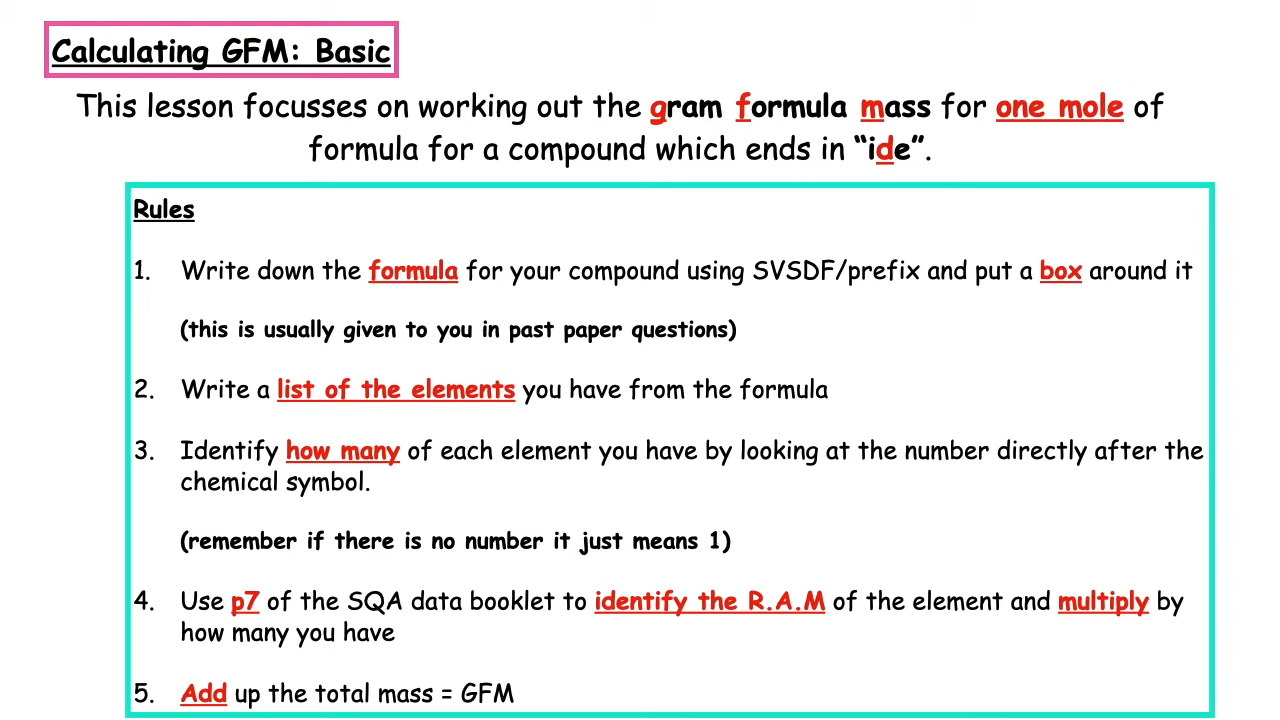 Calculating GFM: Basic
This lesson focusses on working out the gram formula mass for one mole of
formula for a compound which ends in “ide”.
Rules
1. Write down the formula for your compound using SVSDF/prefix and put a box around it
(this is usually given to you in past paper questions)
2. Write a list of the elements you have from the formula
3. Identify how many of each element you have by looking at the number directly after the
chemical symbol.
(remember if there is no number it just means 1)
4. Use p7 of the SQA data booklet to identify the R.A.M of the element and multiply by
how many you have
5. Add up the total mass = GFM